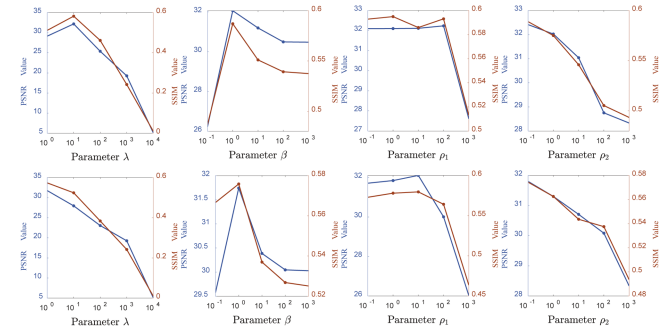 35 30 25 20 15 10 5
PSNR Value
0.6 0.4 0.2 0
SSIM Value
10^0 10^1 10^2 10^3 10^4
Parameter λ
32 30 28 26
PSNR Value
0.6 0.55 0.5
SSIM Value
10^-1 10^0 10^1 10^2 10^3
Parameter β
33 32 31 30 29 28 27
PSNR Value
0.6 0.58 0.56 0.54 0.52 0.5
SSIM Value
10^-1 10^0 10^1 10^2 10^3
Parameter ρ1
33 32 31 30 29 28
PSNR Value
0.6 0.55 0.5
SSIM Value
10^-1 10^0 10^1 10^2 10^3
Parameter ρ2
35 30 25 20 15 10 5
PSNR Value
0.6 0.4 0.2 0
SSIM Value
10^0 10^1 10^2 10^3 10^4
Parameter λ
31.5 31 30.5 30 29.5
PSNR Value
0.58 0.56 0.54 0.52
SSIM Value
10^-1 10^0 10^1 10^2 10^3
Parameter β
32 30 28 26
PSNR Value
0.6 0.55 0.5 0.45
SSIM Value
10^-1 10^0 10^1 10^2 10^3
Parameter ρ1
32 31 30 29 28
PSNR Value
0.58 0.56 0.54 0.52 0.5 0.48
SSIM Value
10^-1 10^0 10^1 10^2 10^3
Parameter ρ2